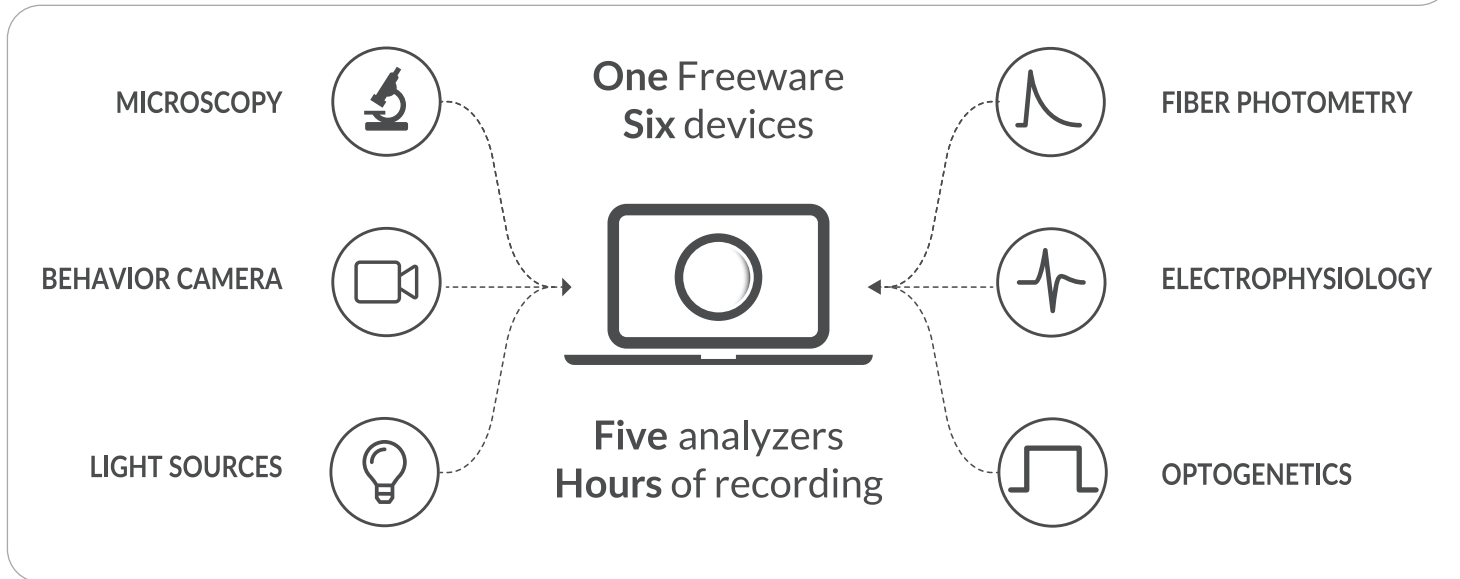 MICROSCOPY
BEHAVIOR CAMERA
LIGHT SOURCES
One Freeware
Six devices
Five analyzers
Hours of recording
FIBER PHOTOMETRY
ELECTROPHYSIOLOGY
OPTOGENETICS